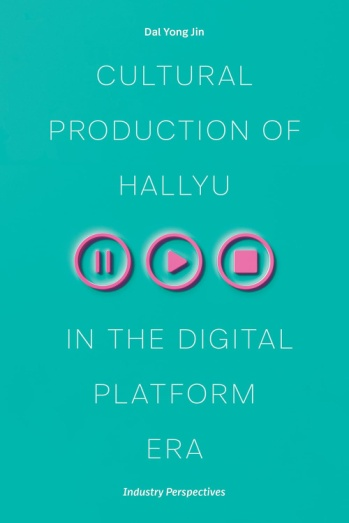 Dal Yong Jin
CULTURAL
PRODUCTION OF
HALLYU
IN THE DIGITAL
PLATFORM
ERA
Industry Perspectives